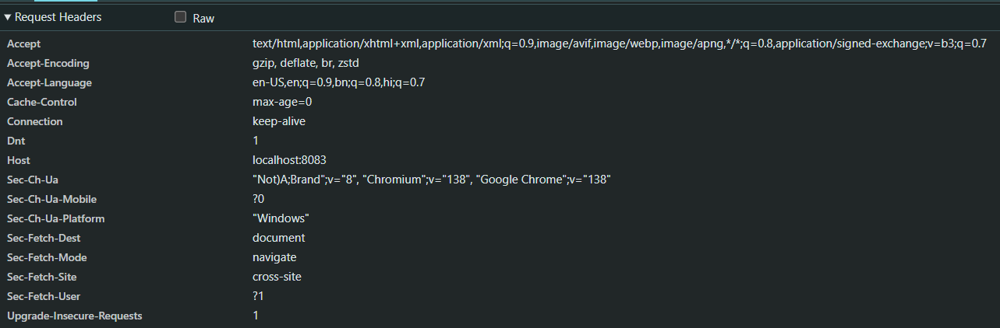 Request Headers Raw
Accept text/html,application/xhtml+xml,application/xml;q=0.9,image/avif,image/webp,image/apng,*/*;q=0.8,application/signed-exchange;v=b3;q=0.7
Accept-Encoding gzip, deflate, br, zstd
Accept-Language en-US,en;q=0.9,bn;q=0.8,hi;q=0.7
Cache-Control max-age=0
Connection keep-alive
Dnt 1
Host localhost:8083
Sec-Ch-Ua "Not)A;Brand";v="8", "Chromium";v="138", "Google Chrome";v="138"
Sec-Ch-Ua-Mobile ?0
Sec-Ch-Ua-Platform "Windows"
Sec-Fetch-Dest document
Sec-Fetch-Mode navigate
Sec-Fetch-Site cross-site
Sec-Fetch-User ?1
Upgrade-Insecure-Requests 1